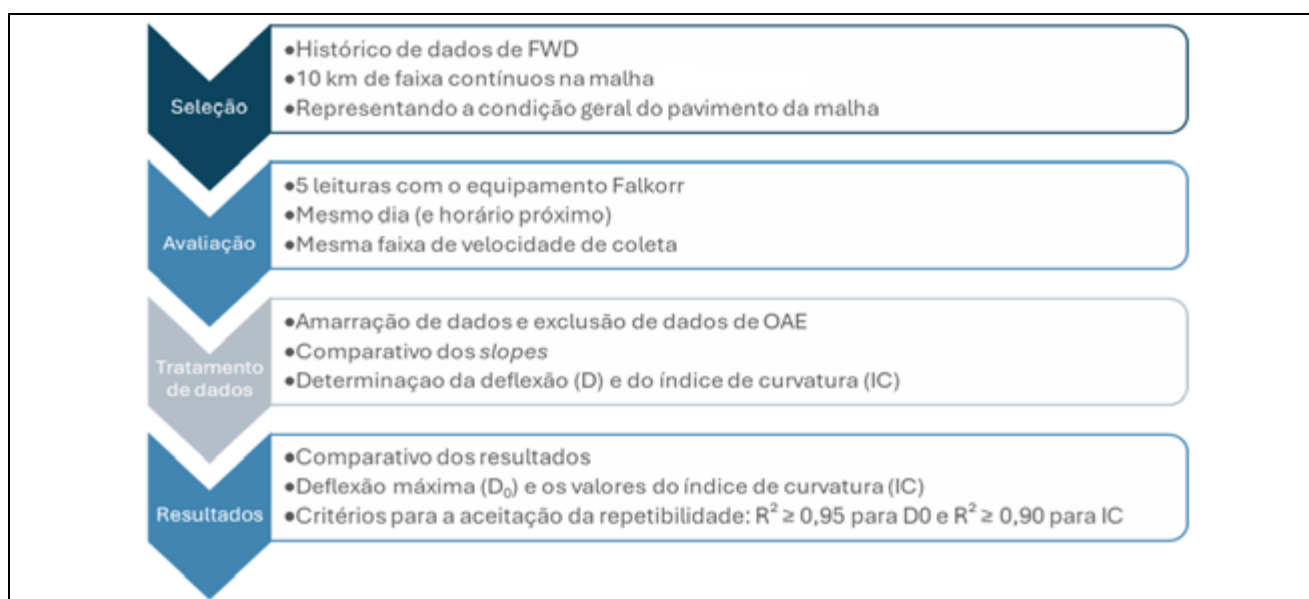 Seleção
•Histórico de dados de FWD
•10 km de faixa contínuos na malha
•Representando a condição geral do pavimento da malha
Avaliação
•5 leituras com o equipamento Falkorr
•Mesmo dia (e horário próximo)
•Mesma faixa de velocidade de coleta
Tratamento
de dados
•Amarração de dados e exclusão de dados de OAE
•Comparativo dos slopes
•Determinaçao da deflexão (D) e do índice de curvatura (IC)
Resultados
•Comparativo dos resultados
•Deflexão máxima (D₀) e os valores do índice de curvatura (IC)
•Critérios para a aceitação da repetibilidade: R² ≥ 0,95 para D0 e R² ≥ 0,90 para IC